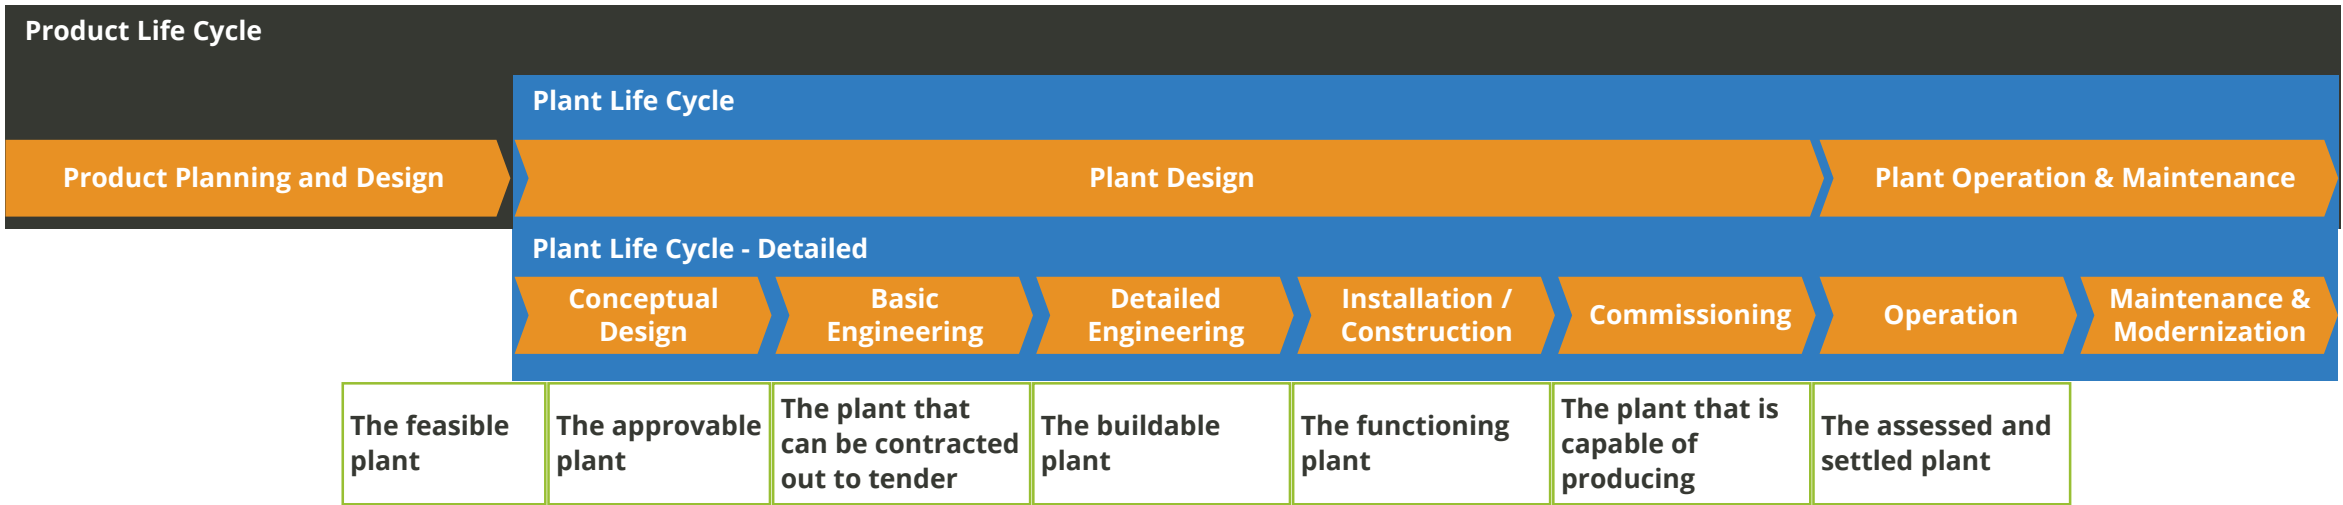 Product Life Cycle
Plant Life Cycle
Product Planning and Design
Plant Design
Plant Operation & Maintenance
Plant Life Cycle - Detailed
Conceptual
Design
Basic
Engineering
Detailed
Engineering
Installation /
Construction
Commissioning
Operation
Maintenance &
Modernization
The feasible
plant
The approvable
plant
The plant that
can be contracted
out to tender
The buildable
plant
The functioning
plant
The plant that is
capable of
producing
The assessed and
settled plant